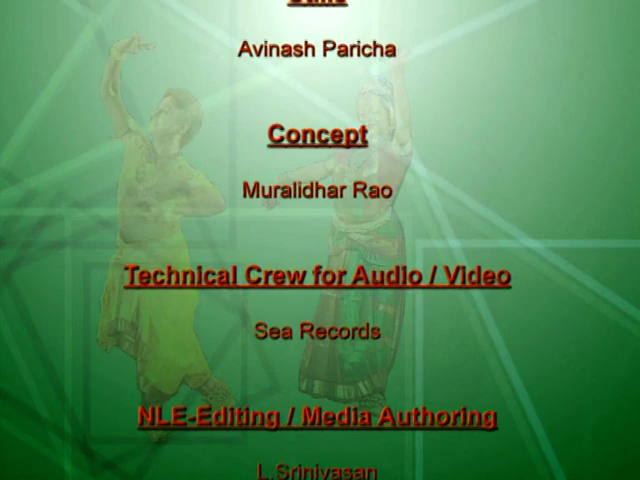 Avinash Paricha
Concept
Muralidhar Rao
Technical Crew for Audio / Video
Sea Records
NLE-Editing / Media Authoring
L.Srinivasan